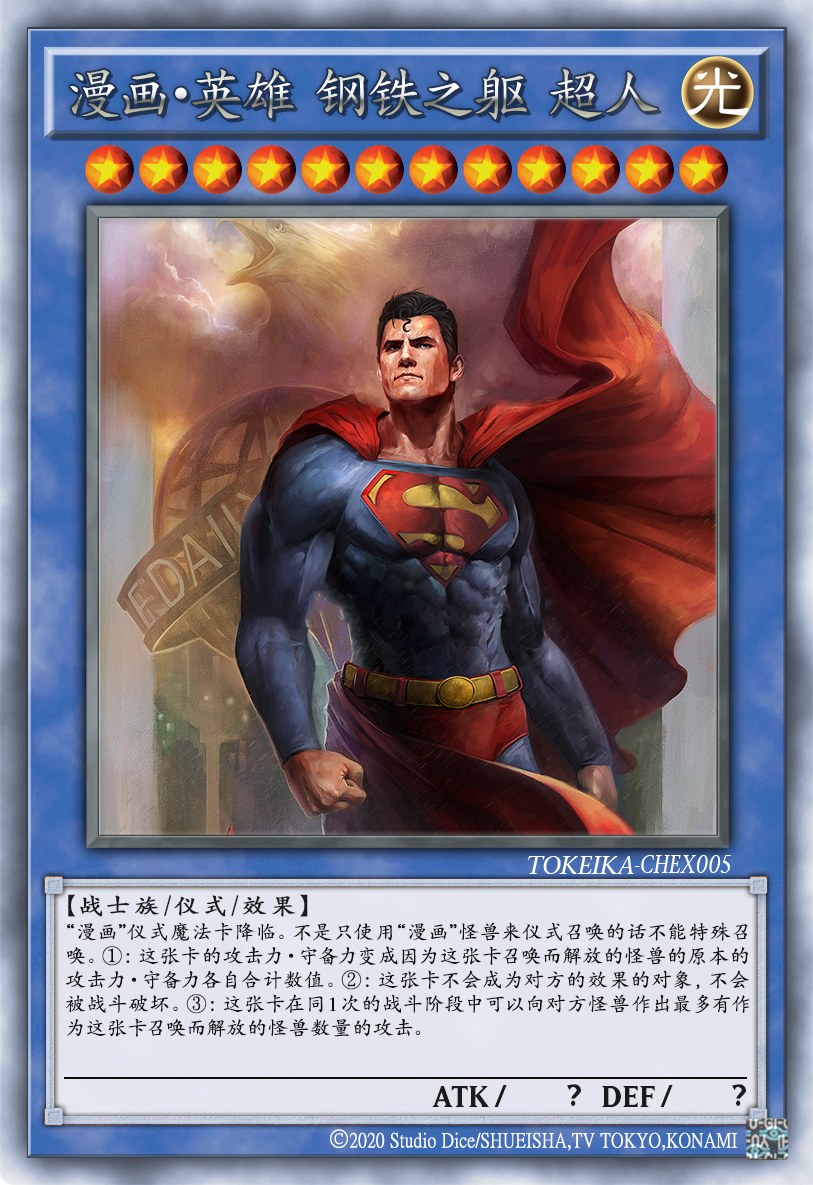 漫画·英雄 钢铁之躯 超人 光
EDAIL
TOKEIKA-CHEX005
【战士族/仪式/效果】
“漫画”仪式魔法卡降临。不是只使用“漫画”怪兽来仪式召唤的话不能特殊召
唤。①：这张卡的攻击力·守备力变成因为这张卡召唤而解放的怪兽的原本的
攻击力·守备力各自合计数值。②：这张卡不会成为对方的效果的对象，不会
被战斗破坏。③：这张卡在同1次的战斗阶段中可以向对方怪兽作出最多有作
为这张卡召唤而解放的怪兽数量的攻击。
ATK / ? DEF / ?
©2020 Studio Dice/SHUEISHA,TV TOKYO,KONAMI